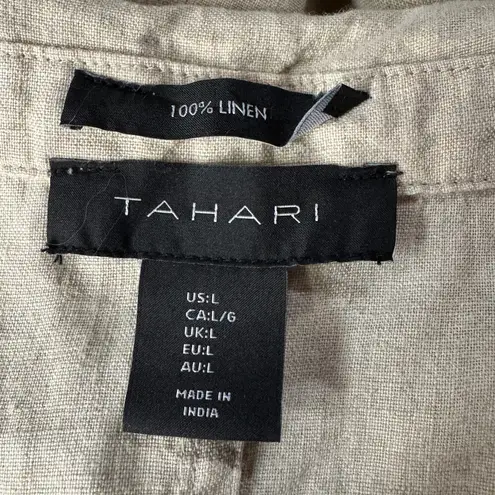 100% LINEN
TAHARI
US:L
CA:L/G
UK:L
EU:L
AU:L
MADE IN
INDIA